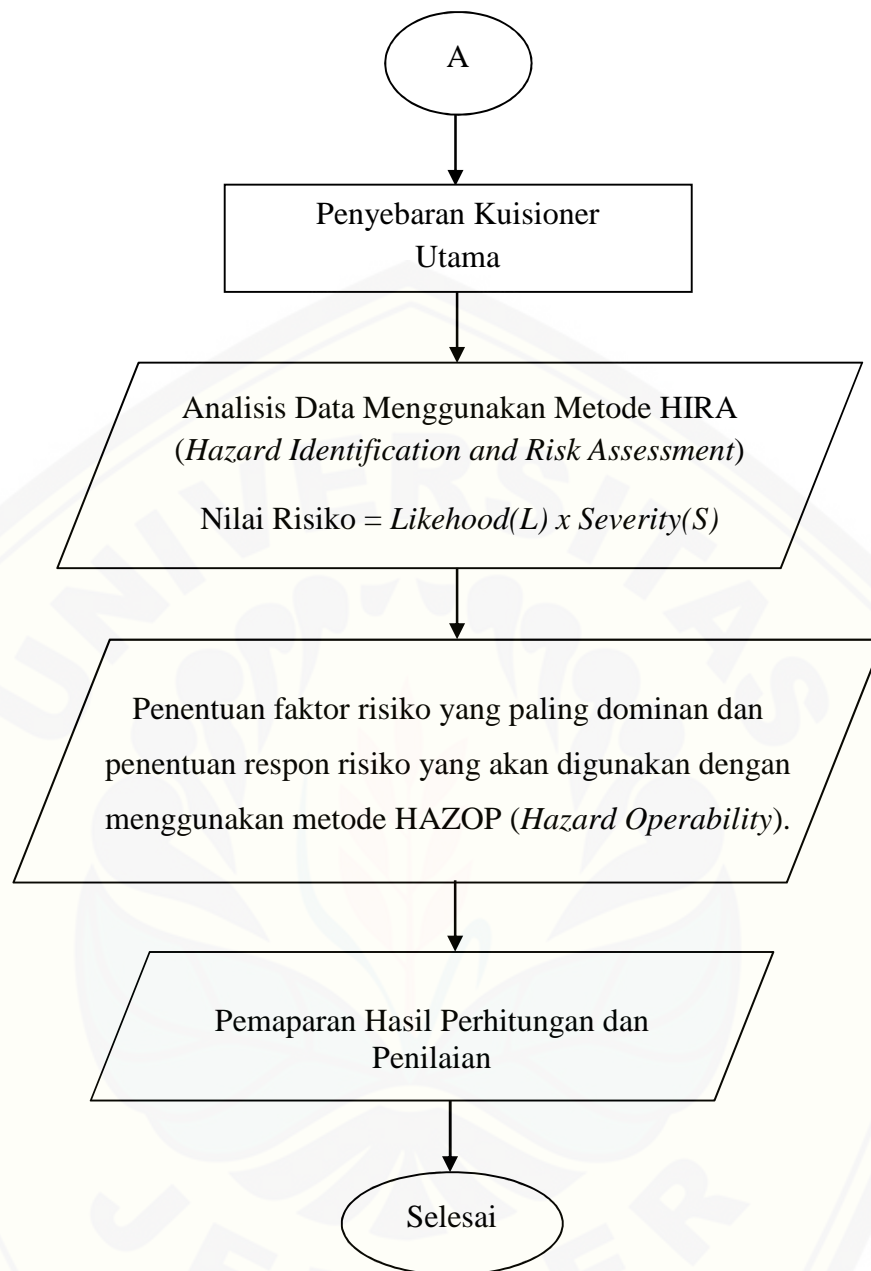 A
Penyebaran Kuisioner
Utama
Analisis Data Menggunakan Metode HIRA
(Hazard Identification and Risk Assessment)
Nilai Risiko = Likehood(L) x Severity(S)
Penentuan faktor risiko yang paling dominan dan
penentuan respon risiko yang akan digunakan dengan
menggunakan metode HAZOP (Hazard Operability).
Pemaparan Hasil Perhitungan dan
Penilaian
Selesai
UNIVERSITAS
JEMBER